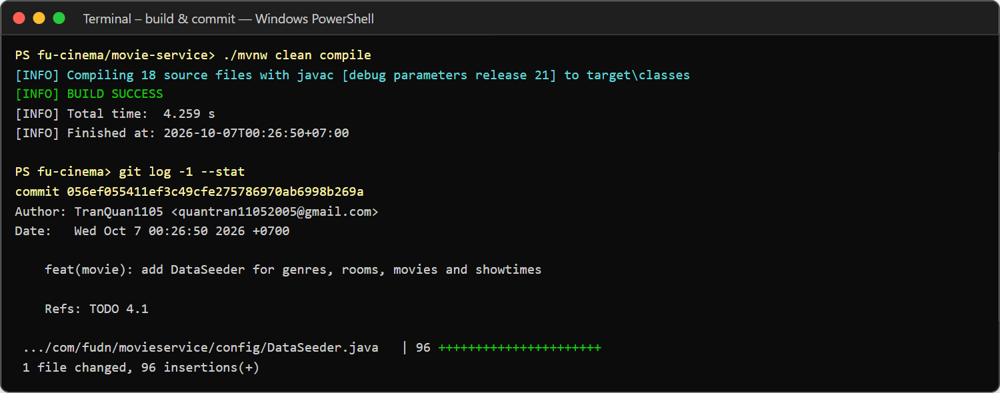 Terminal – build & commit — Windows PowerShell
PS fu-cinema/movie-service> ./mvnw clean compile
[INFO] Compiling 18 source files with javac [debug parameters release 21] to target\classes
[INFO] BUILD SUCCESS
[INFO] Total time:  4.259 s
[INFO] Finished at: 2026-10-07T00:26:50+07:00
PS fu-cinema> git log -1 --stat
commit 056ef055411ef3c49cfe275786970ab6998b269a
Author: TranQuan1105 <quantran11052005@gmail.com>
Date:   Wed Oct 7 00:26:50 2026 +0700
feat(movie): add DataSeeder for genres, rooms, movies and showtimes
Refs: TODO 4.1
.../com/fudn/movieservice/config/DataSeeder.java   | 96 ++++++++++++++++++++++
1 file changed, 96 insertions(+)